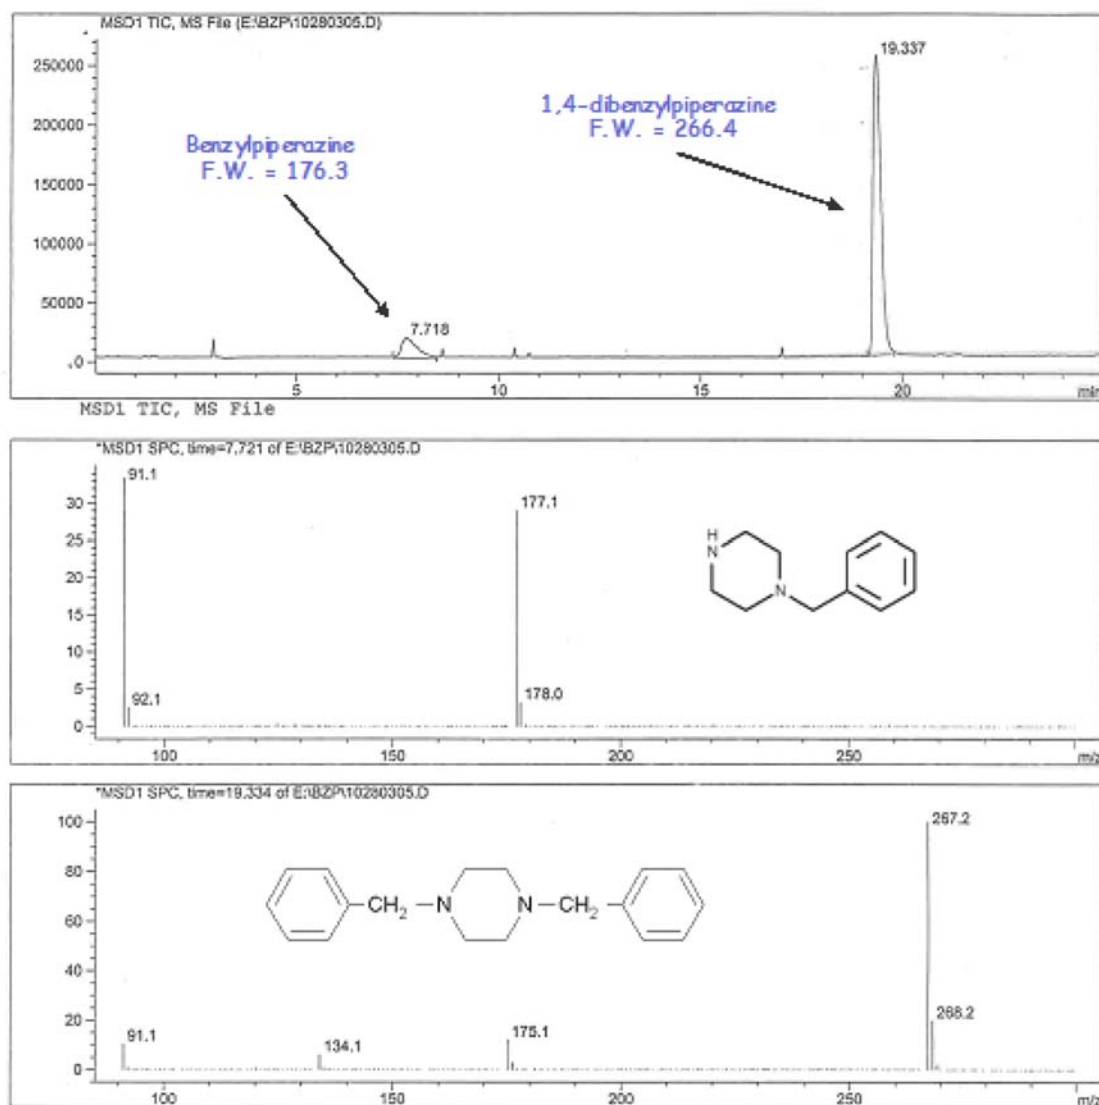 MSD1 TIC, MS File (E:\BZP\10280305.D)
250000
200000
150000
100000
50000
0
Benzylpiperazine
F.W. = 176.3
1,4-dibenzylpiperazine
F.W. = 266.4
7.718
19.337
5 10 15 20 min
MSD1 TIC, MS File
*MSD1 SPC, time=7.721 of E:\BZP\10280305.D
30
25
20
15
10
5
0
91.1
92.1
177.1
178.0
H
N
N
100 150 200 250 m/z
*MSD1 SPC, time=19.334 of E:\BZP\10280305.D
100
80
60
40
20
0
CH2 N N CH2
91.1
134.1
175.1
267.2
268.2
100 150 200 250 m/z